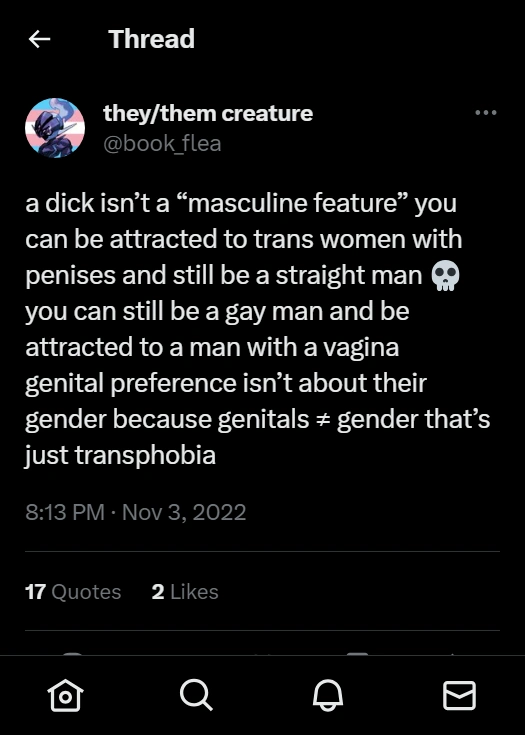 Thread
they/them creature
@book_flea
a dick isn’t a “masculine feature” you
can be attracted to trans women with
penises and still be a straight man 💀
you can still be a gay man and be
attracted to a man with a vagina
genital preference isn’t about their
gender because genitals ≠ gender that’s
just transphobia
8:13 PM · Nov 3, 2022
17 Quotes 2 Likes